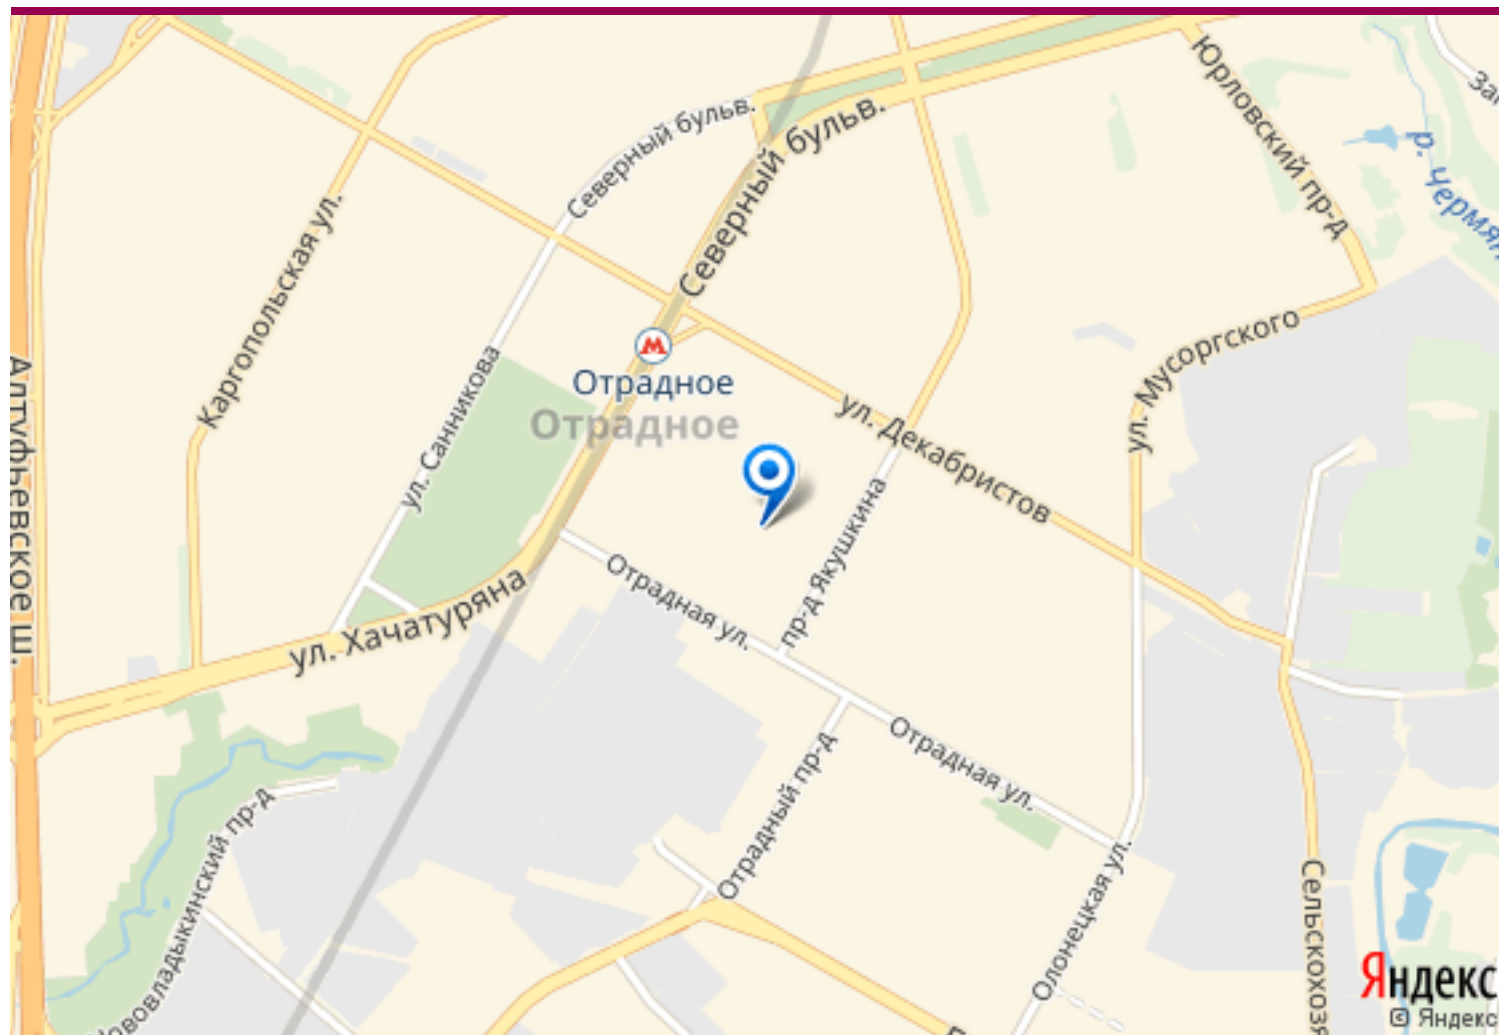 Юрловский пр-д
р. Чермян
Северный бульв.
Северный бульв.
Каргопольская ул.
ул. Мусоргского
Алтуфьевское ш.
ул. Санникова
Отрадное
Отрадное
ул. Декабристов
пр-д Якушкина
Отрадная ул.
ул. Хачатуряна
Отрадная ул.
Отрадный пр-д
Нововладыкинский пр-д
Олонецкая ул.
Сельскохозя
Яндекс
© Яндекс